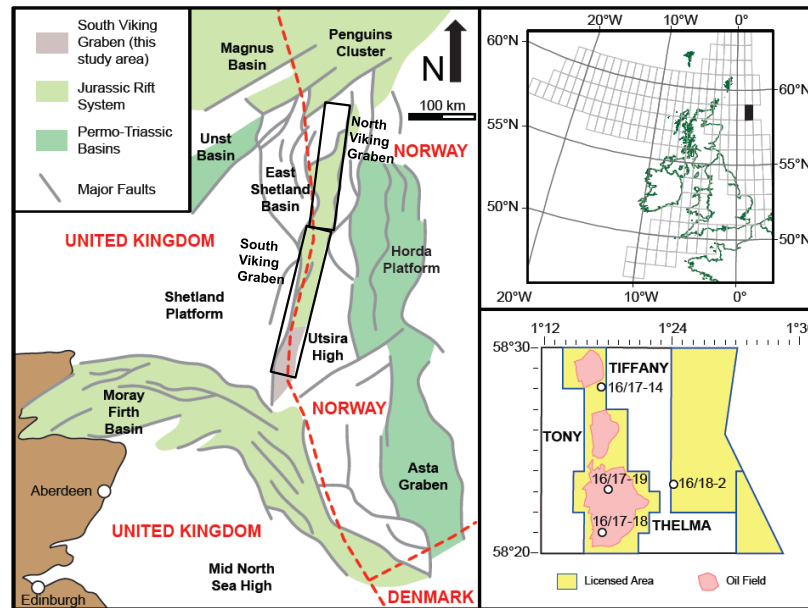 South Viking
Graben (this
study area)
Jurassic Rift
System
Permo-Triassic
Basins
Major Faults
Magnus
Basin
Penguins
Cluster
N
100 km
Unst
Basin
North
Viking
Graben
NORWAY
East
Shetland
Basin
UNITED KINGDOM
South
Viking
Graben
Horda
Platform
Shetland
Platform
Utsira
High
NORWAY
Moray
Firth
Basin
Asta
Graben
Aberdeen
UNITED KINGDOM
Mid North
Sea High
DENMARK
Edinburgh
20°W 10°W 0°
60°N 60°N
55°N 55°N
50°N 50°N
20°W 10°W 0°
1°12 1°24 1°30
58°30
TIFFANY
16/17-14
TONY
16/17-19
16/18-2
16/17-18
THELMA
58°20
Licensed Area
Oil Field